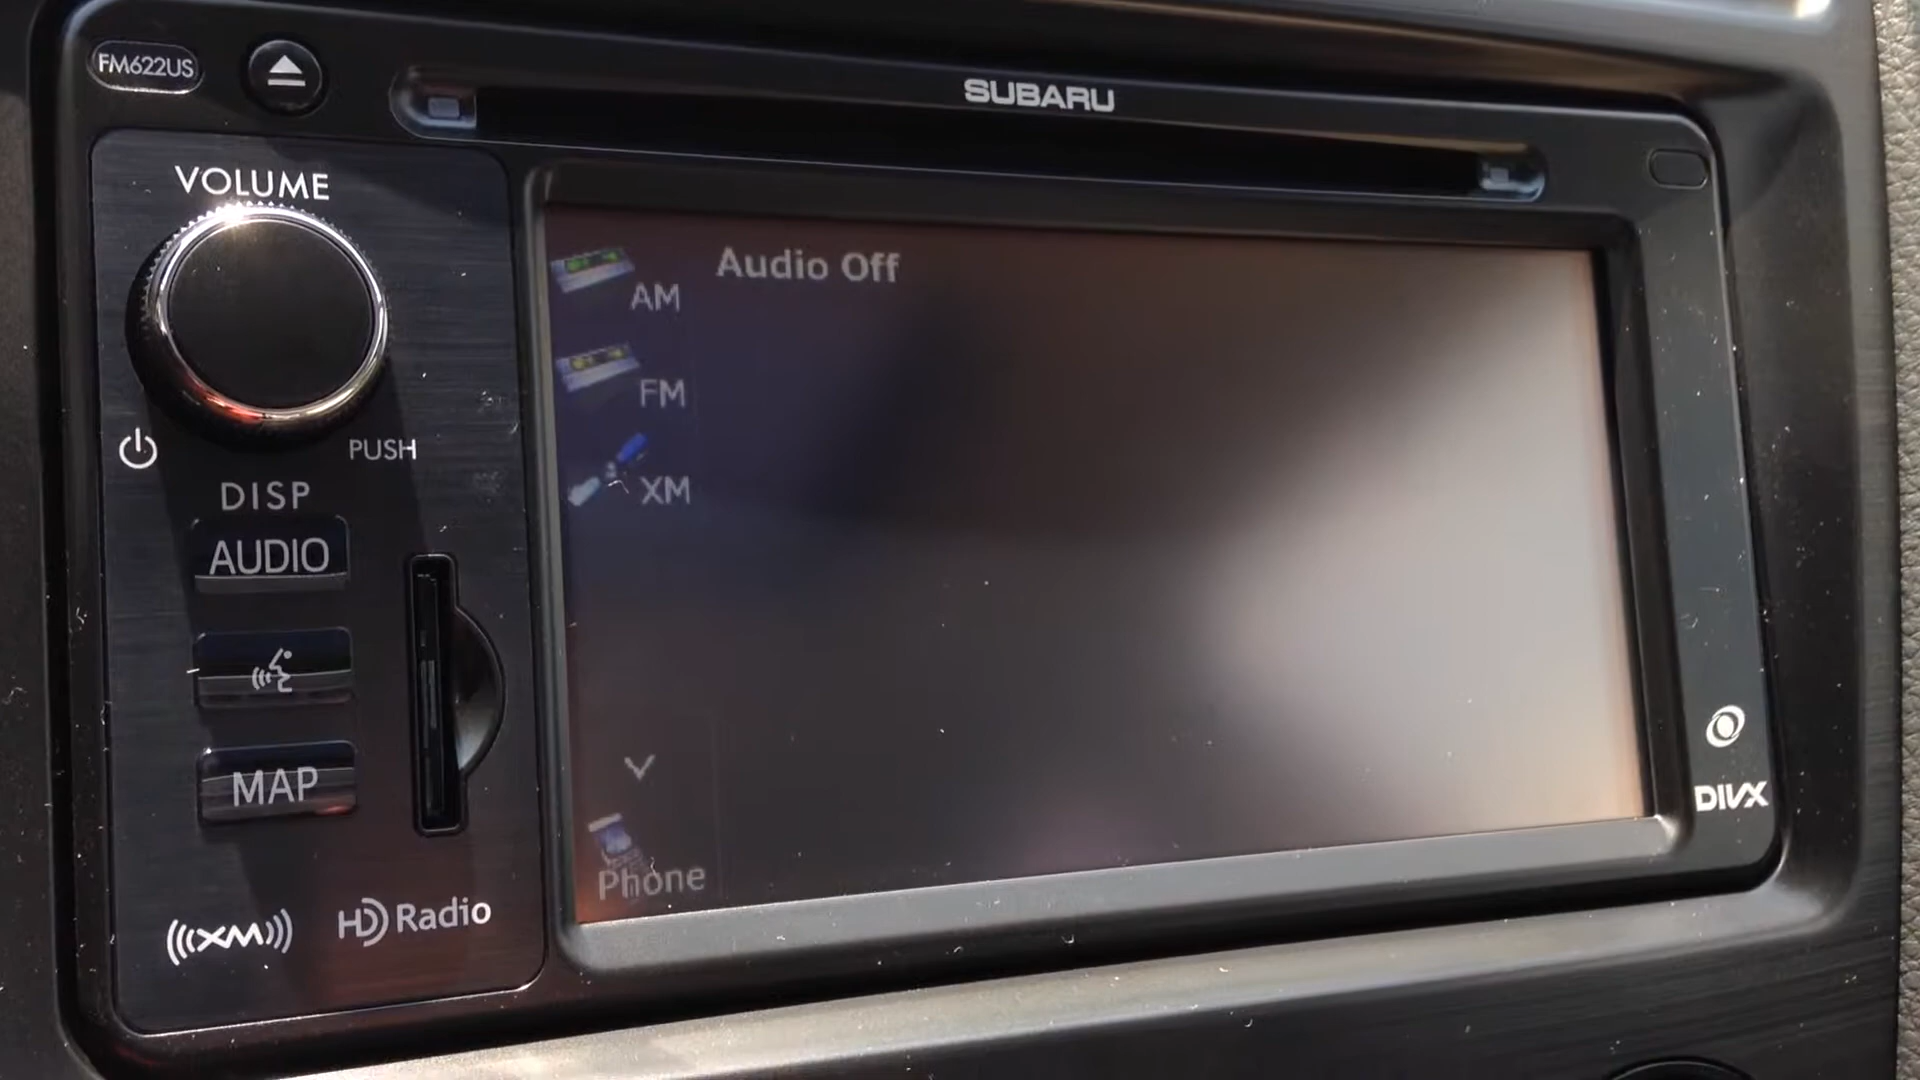 FM622US
SUBARU
VOLUME
PUSH
DISP
AUDIO
MAP
XM
HD Radio
Audio Off
AM
FM
XM
Phone
DIVX